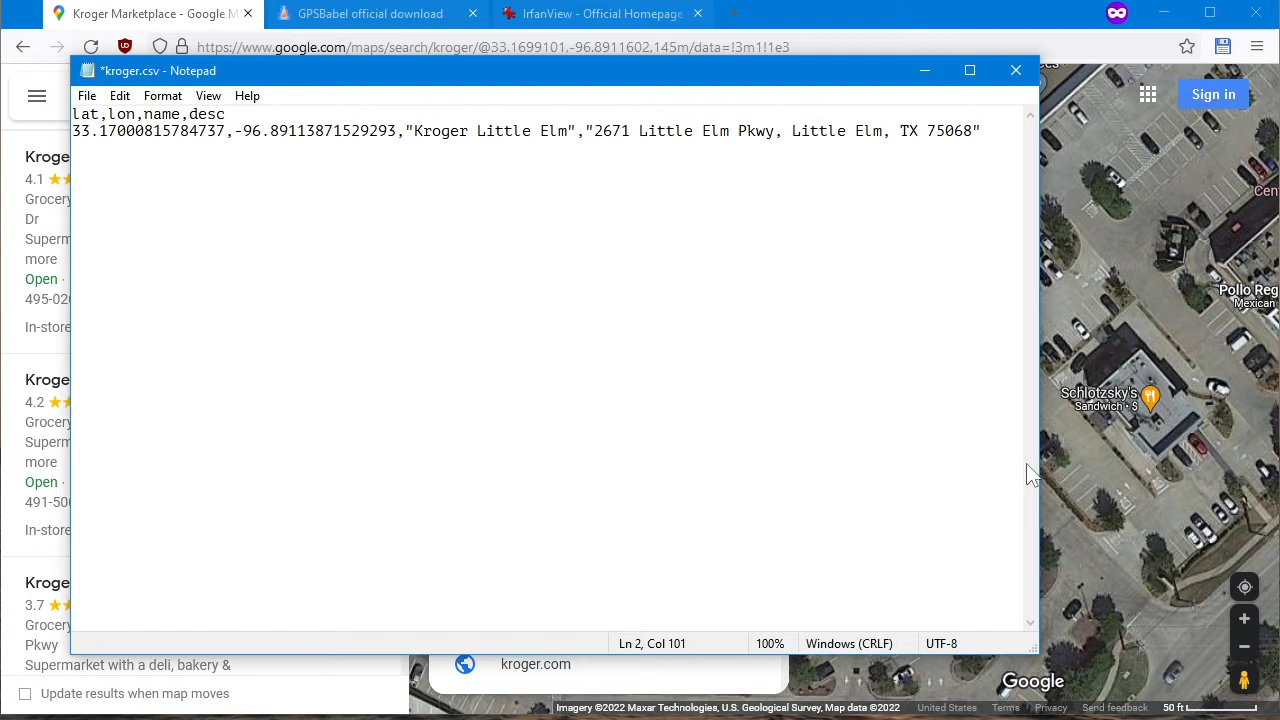 Kroger Marketplace - Google M
GPSBabel official download
IrfanView - Official Homepage
https://www.google.com/maps/search/kroger/@33.1699101,-96.8911602,145m/data=!3m1!1e3
*kroger.csv - Notepad
File Edit Format View Help
lat,lon,name,desc
33.17000815784737,-96.89113871529293,"Kroger Little Elm","2671 Little Elm Pkwy, Little Elm, TX 75068"
Ln 2, Col 101
100%
Windows (CRLF)
UTF-8
Sign in
Kroge
4.1
Grocery
Dr
Superm
more
Open ·
495-020
In-store
Kroge
4.2
Grocery
Superm
more
Open ·
491-500
In-store
Kroge
3.7
Grocery
Pkwy
Supermarket with a deli, bakery &
Update results when map moves
kroger.com
Pollo Reg
Mexican
Schlotzsky's
Sandwich • $
Cen
Google
Imagery ©2022 Maxar Technologies, U.S. Geological Survey, Map data ©2022
United States
Terms
Privacy
Send feedback
50 ft